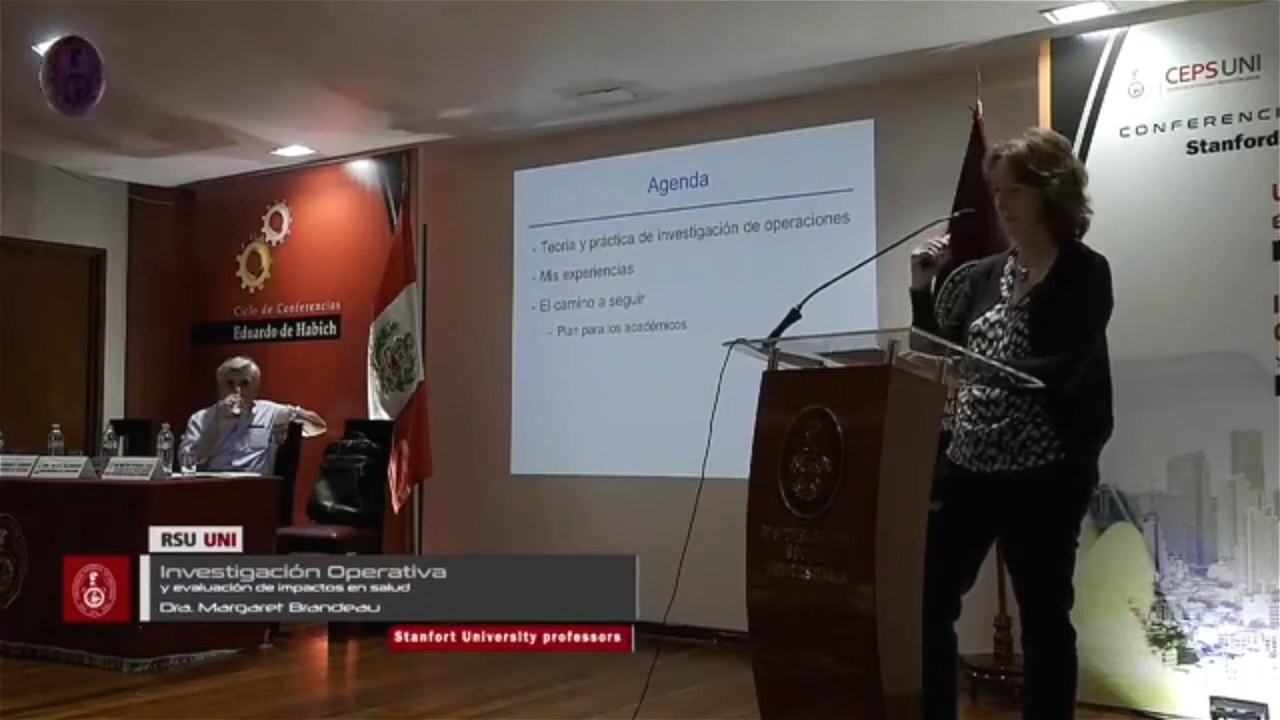 CEPS UNI
CONFERENCI
Stanford
Agenda
- Teoría y práctica de investigación de operaciones
- Mis experiencias
- El camino a seguir
- Plan para los académicos
Ciclo de Conferencias
Eduardo de Habich
RSU UNI
Investigación Operativa
y evaluación de impactos en salud
Dra. Margaret Brandeau
Stanfort University professors